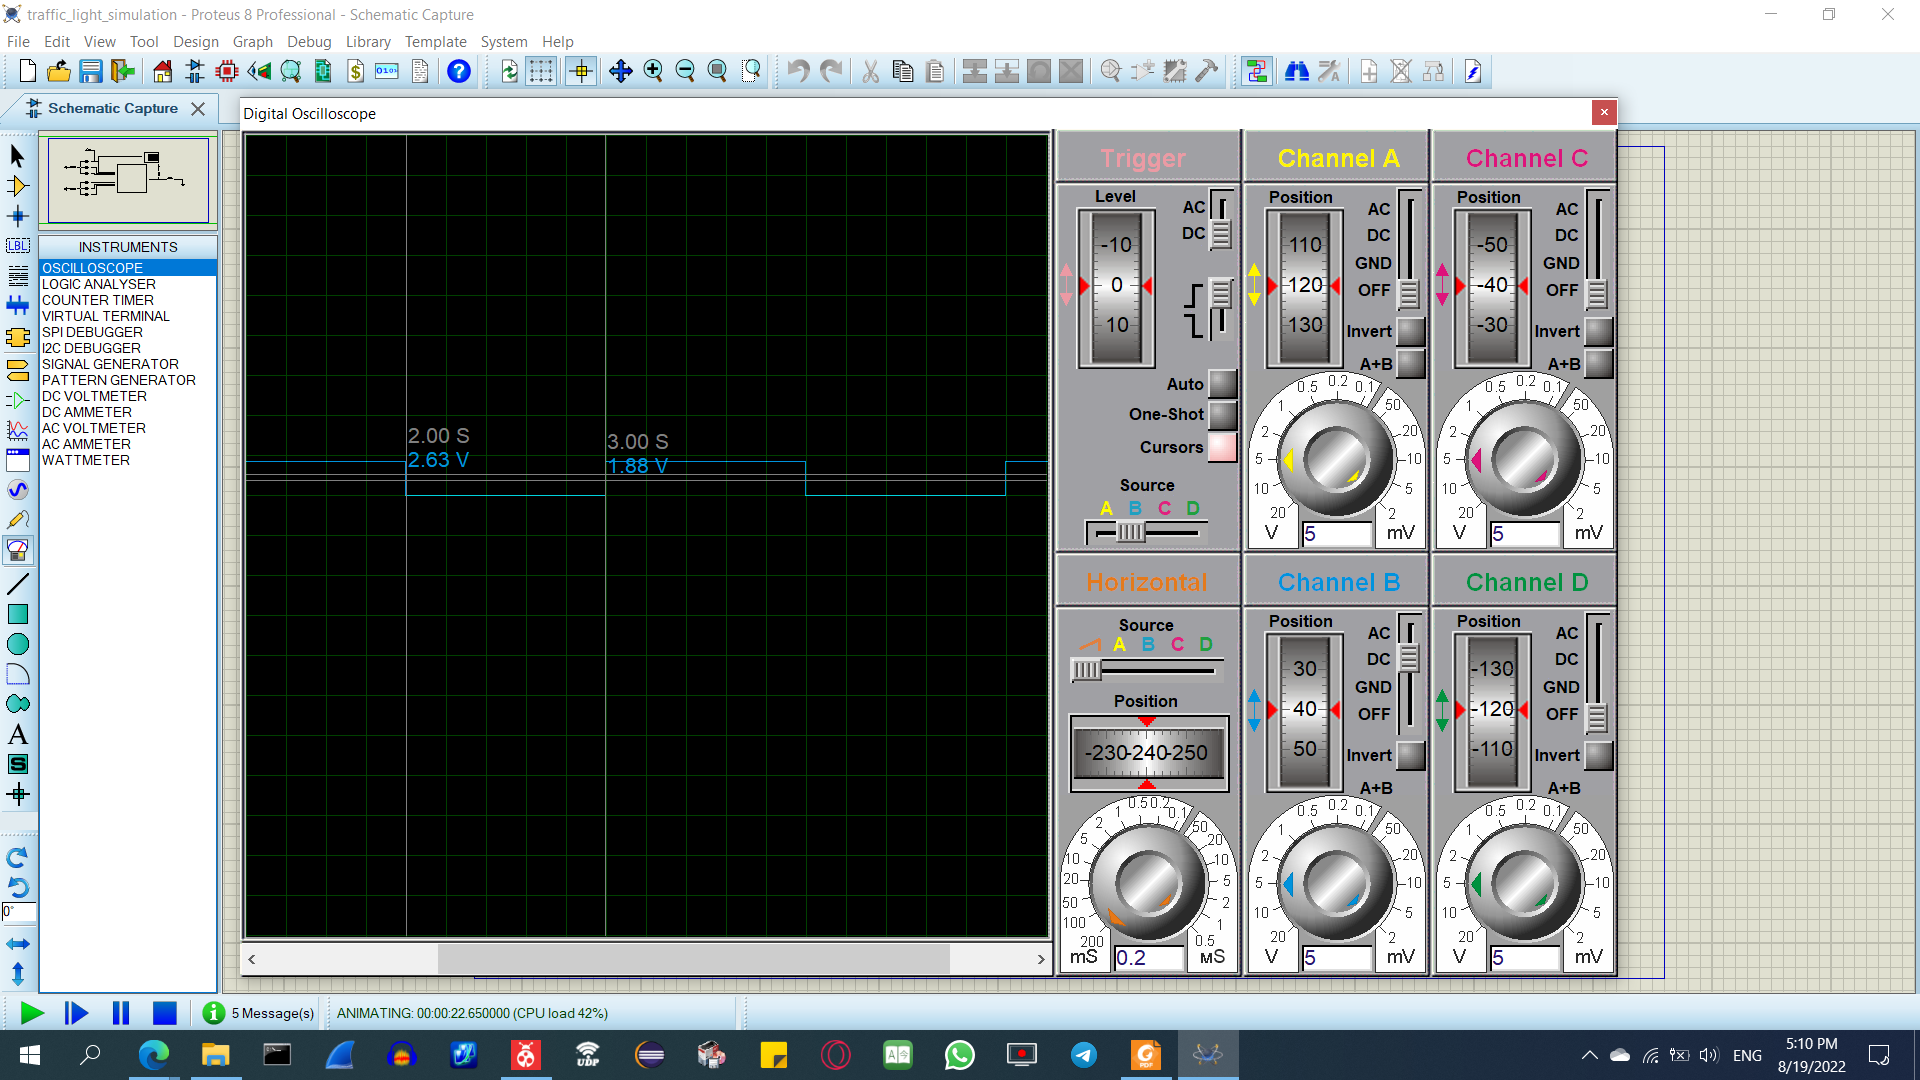 traffic_light_simulation - Proteus 8 Professional - Schematic Capture
File Edit View Tool Design Graph Debug Library Template System Help
Schematic Capture
Digital Oscilloscope
INSTRUMENTS
OSCILLOSCOPE
LOGIC ANALYSER
COUNTER TIMER
VIRTUAL TERMINAL
SPI DEBUGGER
I2C DEBUGGER
SIGNAL GENERATOR
PATTERN GENERATOR
DC VOLTMETER
DC AMMETER
AC VOLTMETER
AC AMMETER
WATTMETER
LBL
A
S
0°
2.00 S
2.63 V
3.00 S
1.88 V
Trigger
Level
-10
0
10
AC
DC
Auto
One-Shot
Cursors
Source
A B C D
Channel A
Position
110
120
130
AC
DC
GND
OFF
Invert
A+B
20 10 5 2 1 0.5 0.2 0.1 50 20 10 5 2
V 5 mV
Channel C
Position
-50
-40
-30
AC
DC
GND
OFF
Invert
A+B
20 10 5 2 1 0.5 0.2 0.1 50 20 10 5 2
V 5 mV
Horizontal
Source
A B C D
Position
-230-240-250
200 100 50 20 10 5 2 1 0.5 0.2 0.1 50 20 10 5 2 1 0.5
mS 0.2 мS
Channel B
Position
30
40
50
AC
DC
GND
OFF
Invert
A+B
20 10 5 2 1 0.5 0.2 0.1 50 20 10 5 2
V 5 mV
Channel D
Position
-130
-120
-110
AC
DC
GND
OFF
Invert
A+B
20 10 5 2 1 0.5 0.2 0.1 50 20 10 5 2
V 5 mV
5 Message(s)
ANIMATING: 00:00:22.650000 (CPU load 42%)
UDP
PDF
ENG
5:10 PM
8/19/2022